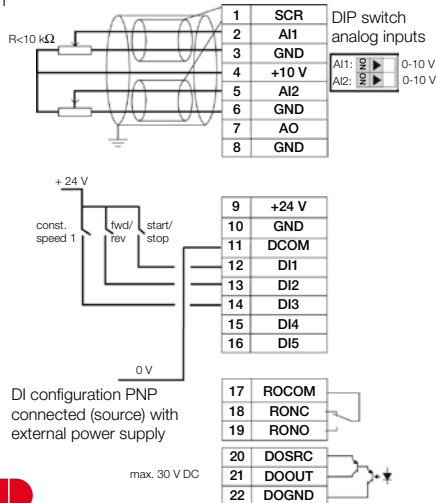 1 SCR
2 AI1
3 GND
4 +10 V
5 AI2
6 GND
7 AO
8 GND
R<10 kΩ
DIP switch
analog inputs
AI1: ON 0-10 V
AI2: ON 0-10 V
+ 24 V
const.
speed 1
fwd/
rev
start/
stop
9 +24 V
10 GND
11 DCOM
12 DI1
13 DI2
14 DI3
15 DI4
16 DI5
0 V
DI configuration PNP
connected (source) with
external power supply
17 ROCOM
18 RONC
19 RONO
max. 30 V DC
20 DOSRC
21 DOOUT
22 DOGND